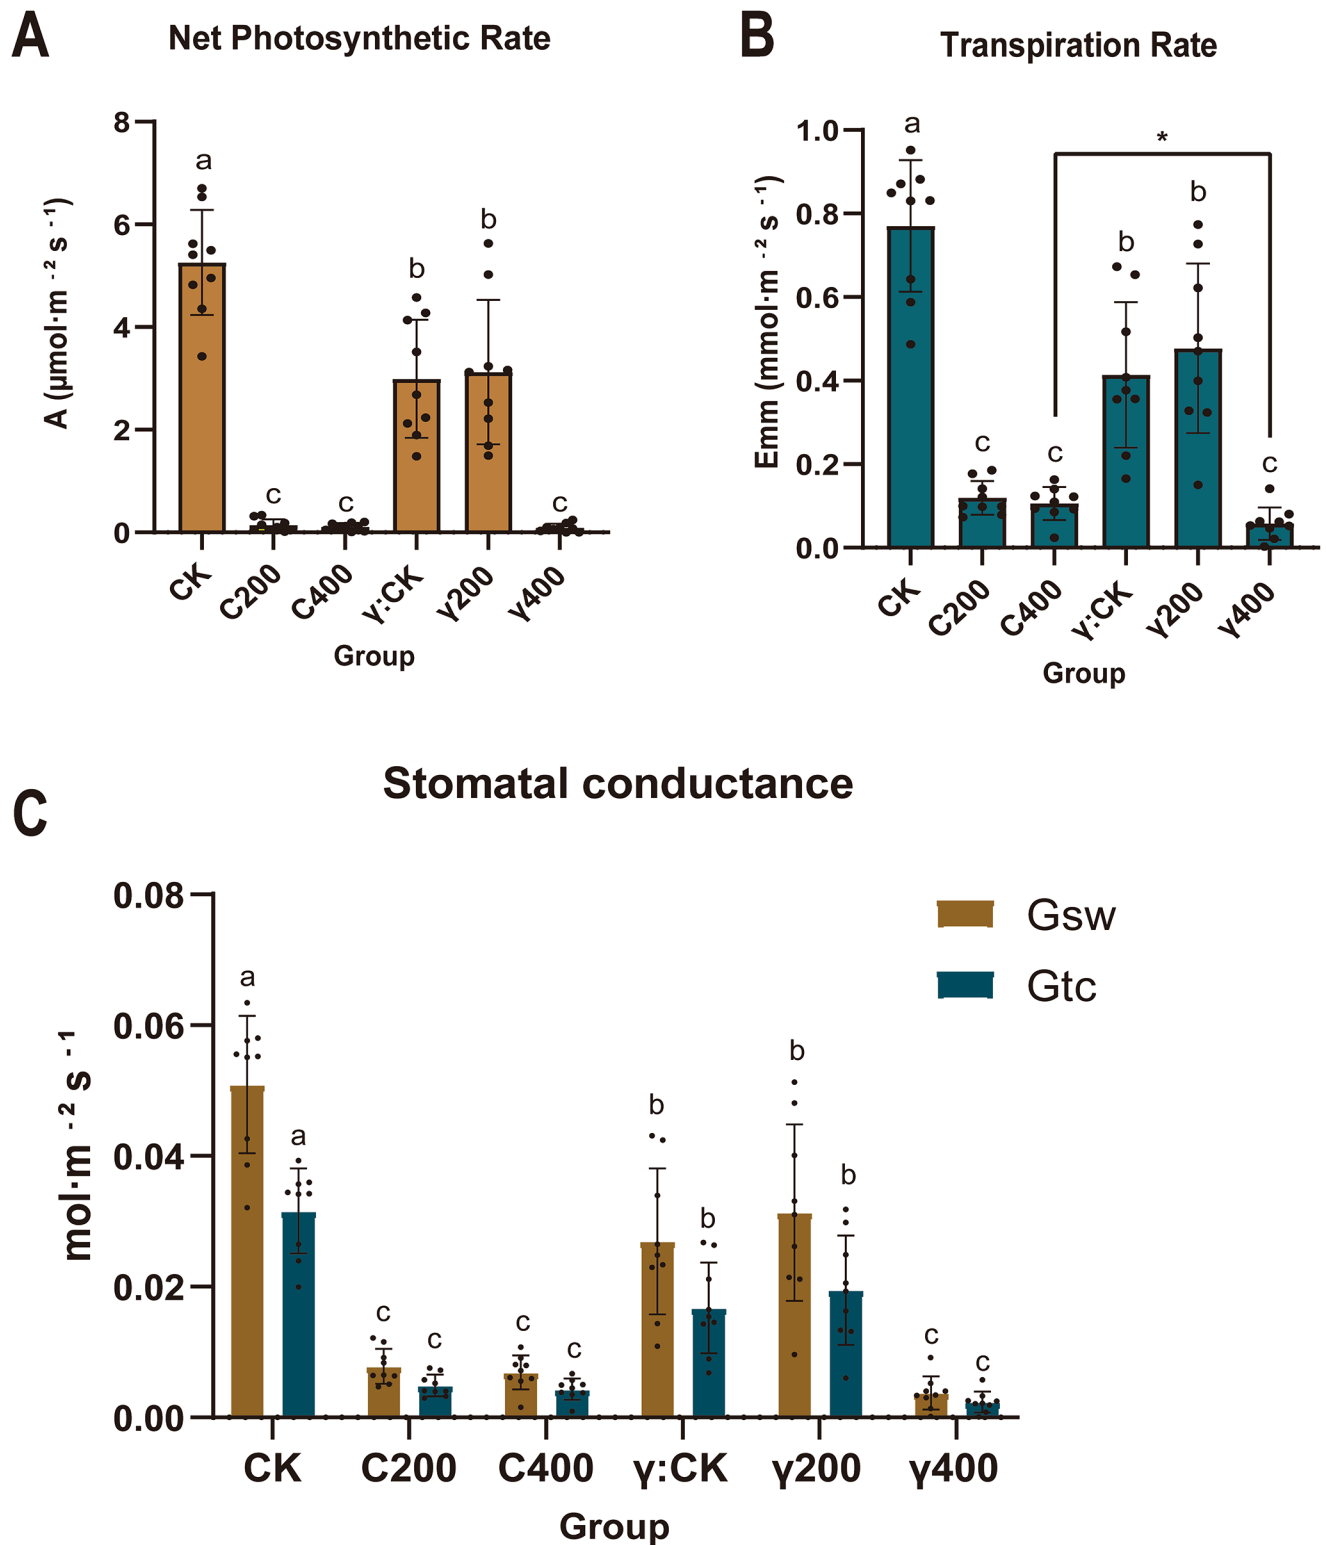 A
Net Photosynthetic Rate
A (μmol·m⁻²s⁻¹)
8
6
4
2
0
a
c
c
b
b
c
CK
C200
C400
γ:CK
γ200
γ400
Group
B
Transpiration Rate
Emm (mmol·m⁻²s⁻¹)
1.0
0.8
0.6
0.4
0.2
0.0
a
c
c
b
b
c
*
CK
C200
C400
γ:CK
γ200
γ400
Group
C
Stomatal conductance
mol·m⁻²s⁻¹
0.08
0.06
0.04
0.02
0.00
Gsw
Gtc
a
a
c
c
c
c
b
b
b
b
c
c
CK
C200
C400
γ:CK
γ200
γ400
Group